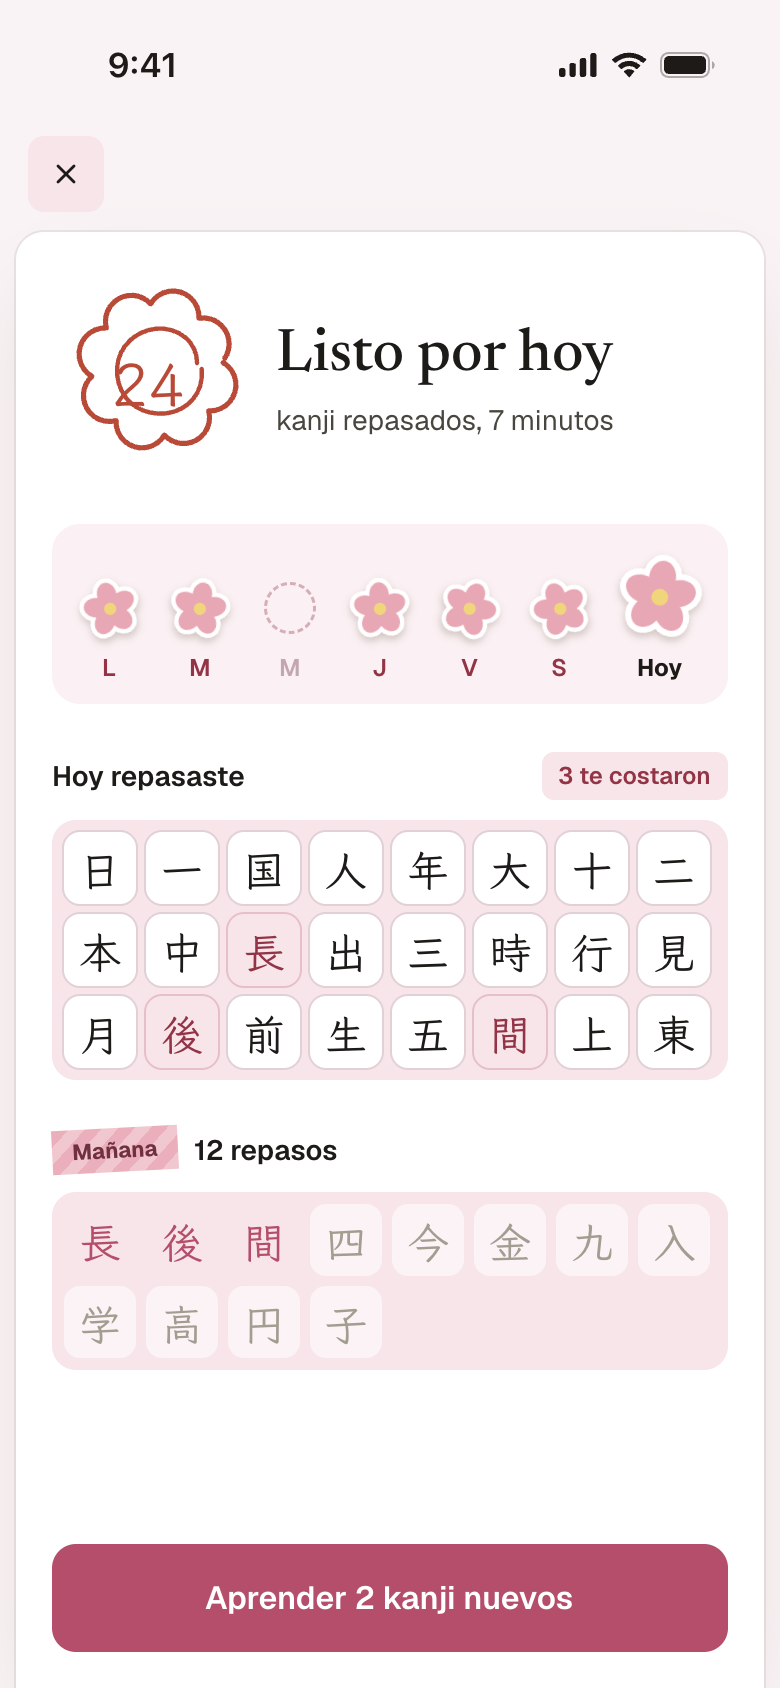 9:41
24
Listo por hoy
kanji repasados, 7 minutos
L M M J V S Hoy
Hoy repasaste
3 te costaron
日 一 国 人 年 大 十 二
本 中 長 出 三 時 行 見
月 後 前 生 五 間 上 東
Mañana 12 repasos
長 後 間 四 今 金 九 入
学 高 円 子
Aprender 2 kanji nuevos